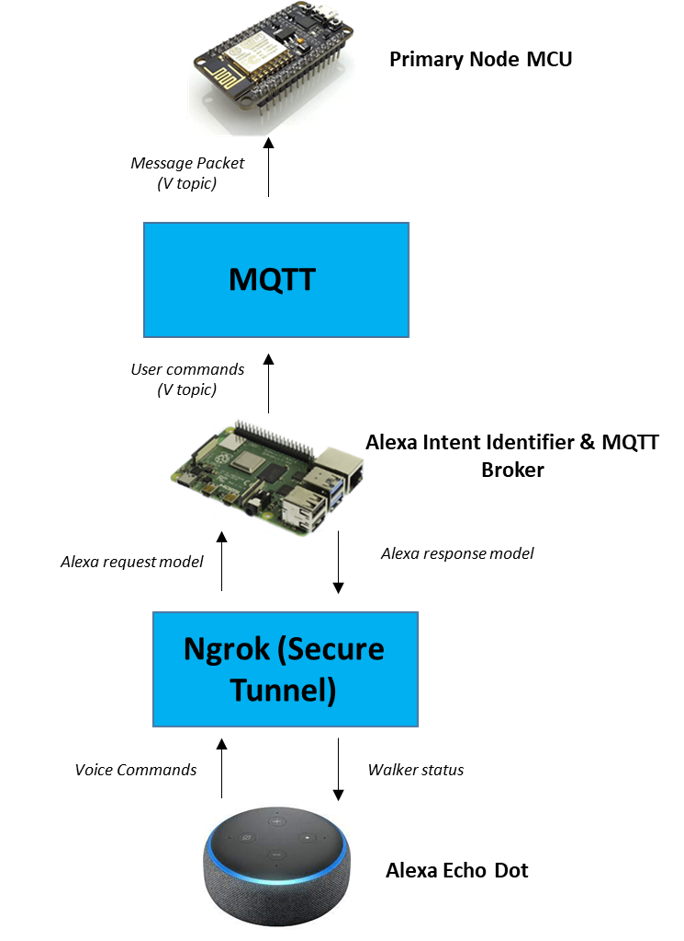 Primary Node MCU
Message Packet
(V topic)
MQTT
User commands
(V topic)
Alexa Intent Identifier & MQTT
Broker
Alexa request model
Alexa response model
Ngrok (Secure
Tunnel)
Voice Commands
Walker status
Alexa Echo Dot